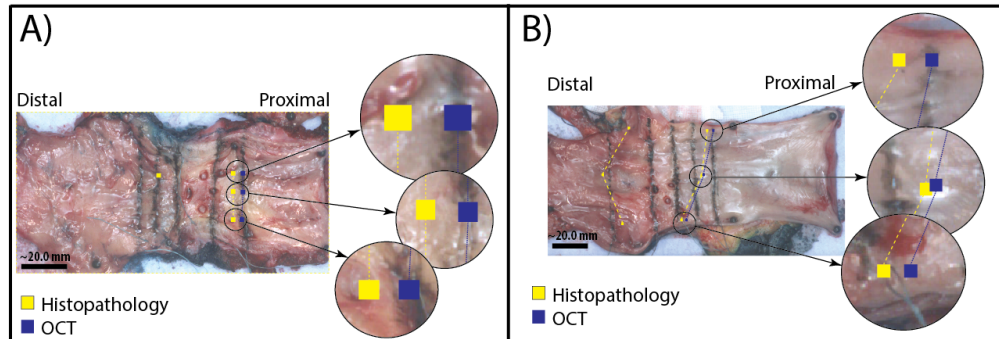 A)
Distal
Proximal
~20.0 mm
Histopathology
OCT
B)
Distal
Proximal
~20.0 mm
Histopathology
OCT